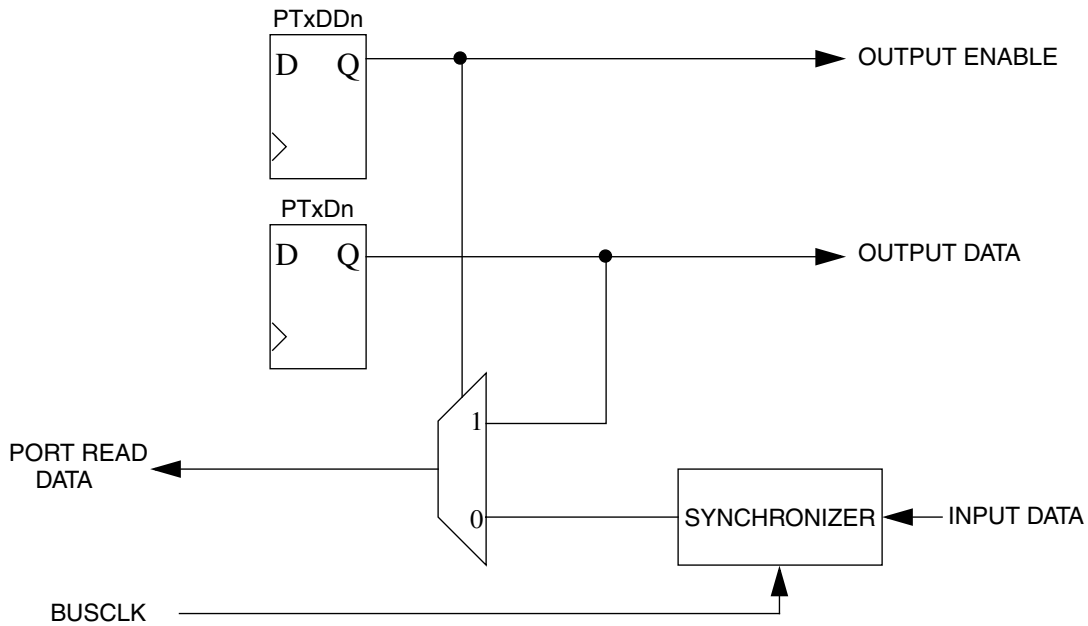 PTxDDn
D Q
OUTPUT ENABLE
PTxDn
D Q
OUTPUT DATA
1
PORT READ
DATA
0
SYNCHRONIZER
INPUT DATA
BUSCLK